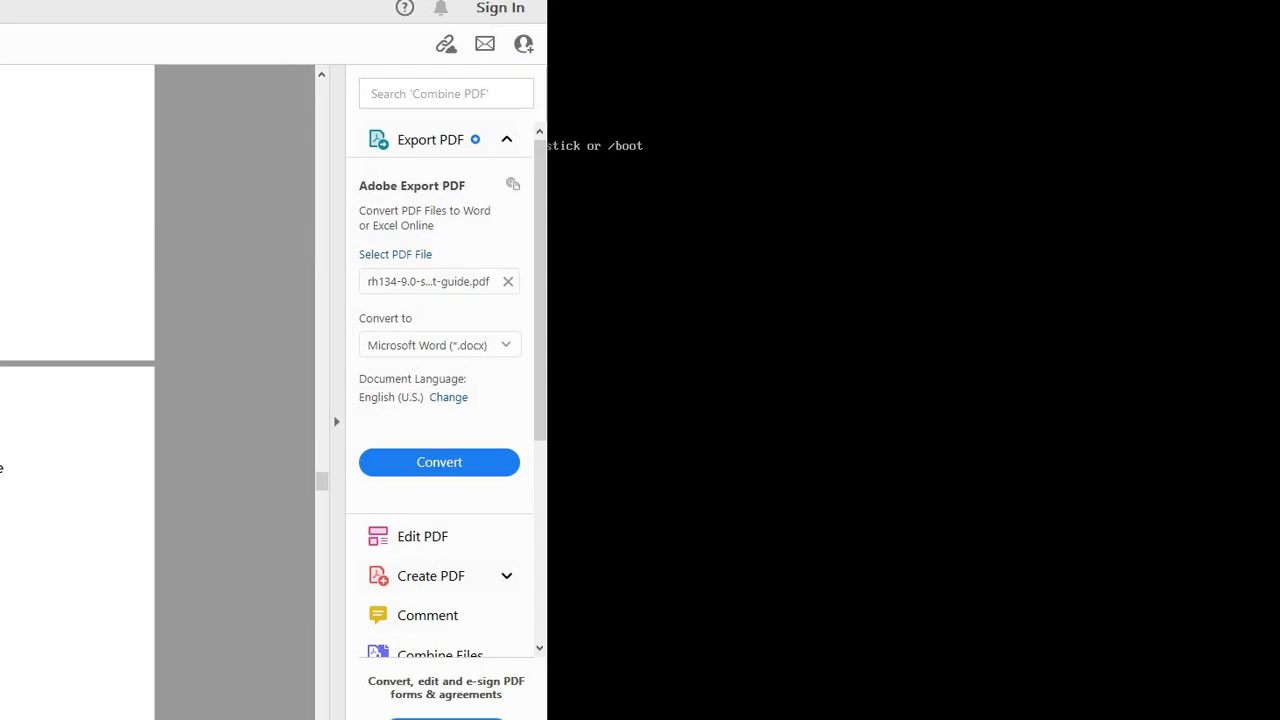 Sign In
Search 'Combine PDF'
Export PDF
stick or /boot
Adobe Export PDF
Convert PDF Files to Word
or Excel Online
Select PDF File
rh134-9.0-s...t-guide.pdf
Convert to
Microsoft Word (*.docx)
Document Language:
English (U.S.) Change
Convert
e
Edit PDF
Create PDF
Comment
Combine Files
Convert, edit and e-sign PDF
forms & agreements